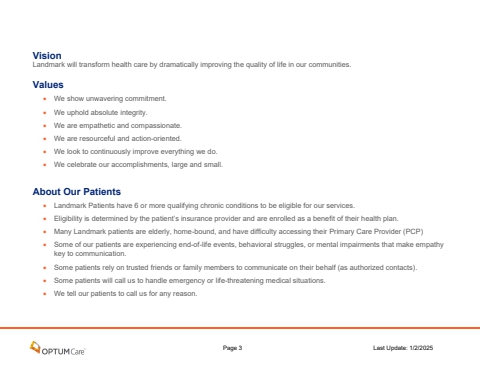 Vision
Landmark will transform health care by dramatically improving the quality of life in our communities.
Values
• We show unwavering commitment.
• We uphold absolute integrity.
• We are empathetic and compassionate.
• We are resourceful and action-oriented.
• We look to continuously improve everything we do.
• We celebrate our accomplishments, large and small.
About Our Patients
• Landmark Patients have 6 or more qualifying chronic conditions to be eligible for our services.
• Eligibility is determined by the patient's insurance provider and are enrolled as a benefit of their health plan.
• Many Landmark patients are elderly, home-bound, and have difficulty accessing their Primary Care Provider (PCP)
• Some of our patients are experiencing end-of-life events, behavioral struggles, or mental impairments that make empathy
key to communication.
• Some patients rely on trusted friends or family members to communicate on their behalf (as authorized contacts).
• Some patients will call us to handle emergency or life-threatening medical situations.
• We tell our patients to call us for any reason.
OPTUMCare
Page 3
Last Update: 1/2/2025